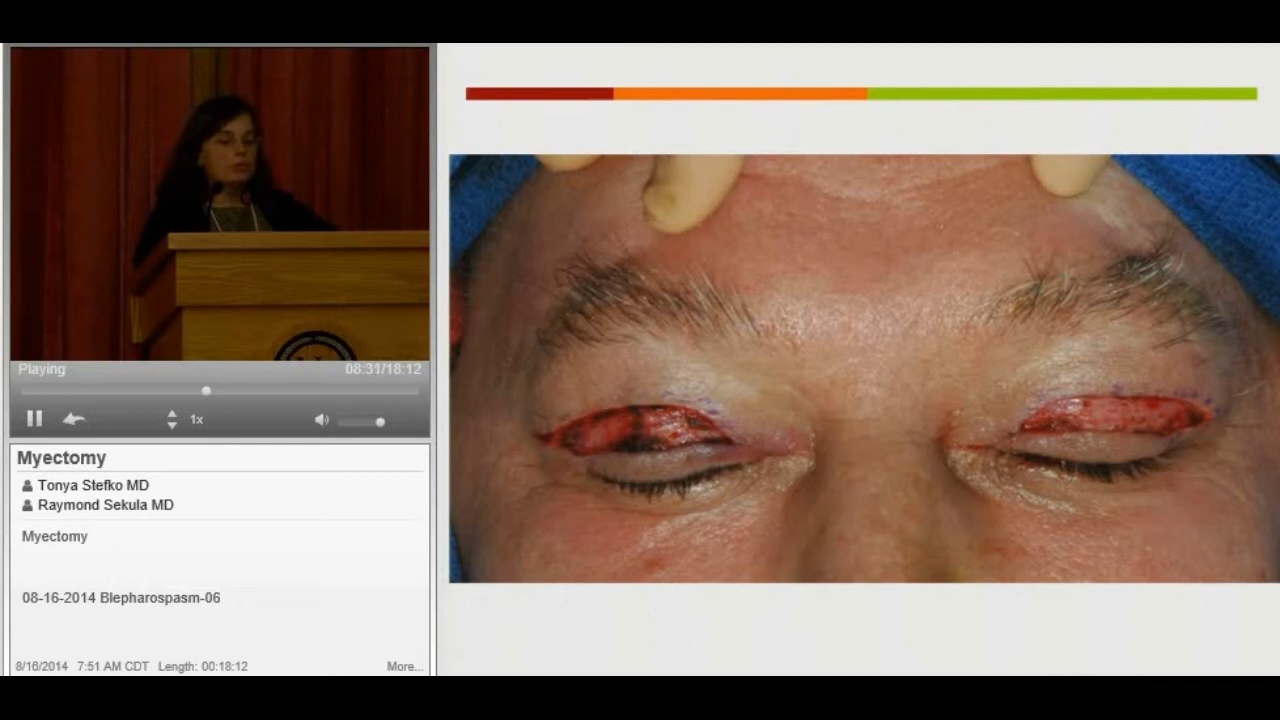 Playing
08:31/18:12
1x
Myectomy
Tonya Stefko MD
Raymond Sekula MD
Myectomy
08-16-2014 Blepharospasm-06
8/16/2014 7:51 AM CDT Length: 00:18:12
More...